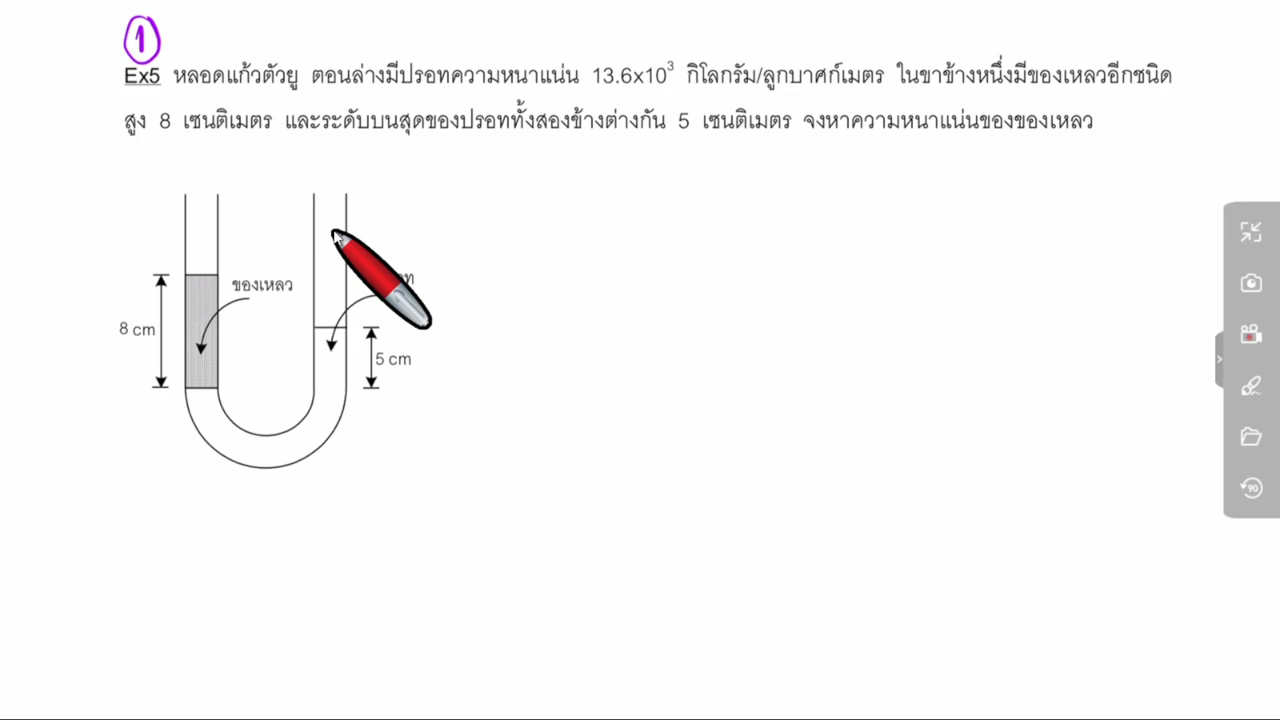 1
Ex5 หลอดแก้วตัวยู ตอนล่างมีปรอทความหนาแน่น 13.6x10³ กิโลกรัม/ลูกบาศก์เมตร ในขาข้างหนึ่งมีของเหลวอีกชนิด
สูง 8 เซนติเมตร และระดับบนสุดของปรอททั้งสองข้างต่างกัน 5 เซนติเมตร จงหาความหนาแน่นของของเหลว
ของเหลว
8 cm
5 cm
90